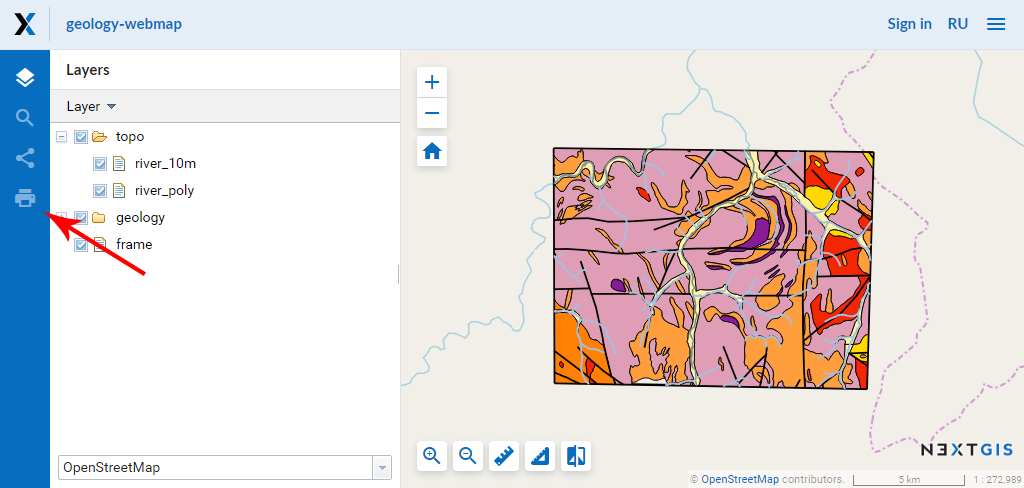 geology-webmap
Sign in RU
Layers
Layer
topo
river_10m
river_poly
geology
frame
OpenStreetMap
NEXTGIS
© OpenStreetMap contributors. 5 km 1 : 272,989